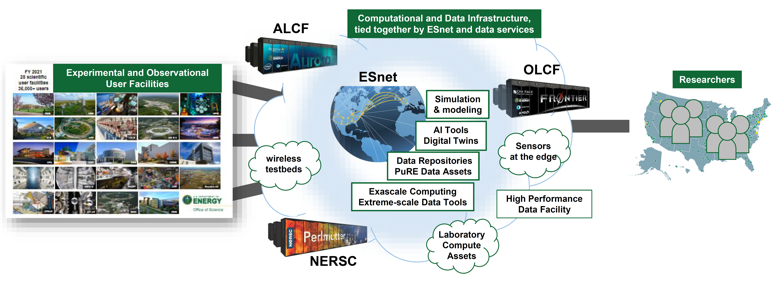 ALCF
Computational and Data Infrastructure,
tied together by ESnet and data services
Aurora
FY 2021
28 scientific
user facilities
36,000+ users
Experimental and Observational
User Facilities
ESnet
OLCF
FRONTIER
Researchers
Simulation
& modeling
AI Tools
Digital Twins
Data Repositories
PuRE Data Assets
Exascale Computing
Extreme-scale Data Tools
wireless
testbeds
Sensors
at the edge
High Performance
Data Facility
ENERGY
Office of Science
NERSC
Perlmutter
NERSC
Laboratory
Compute
Assets